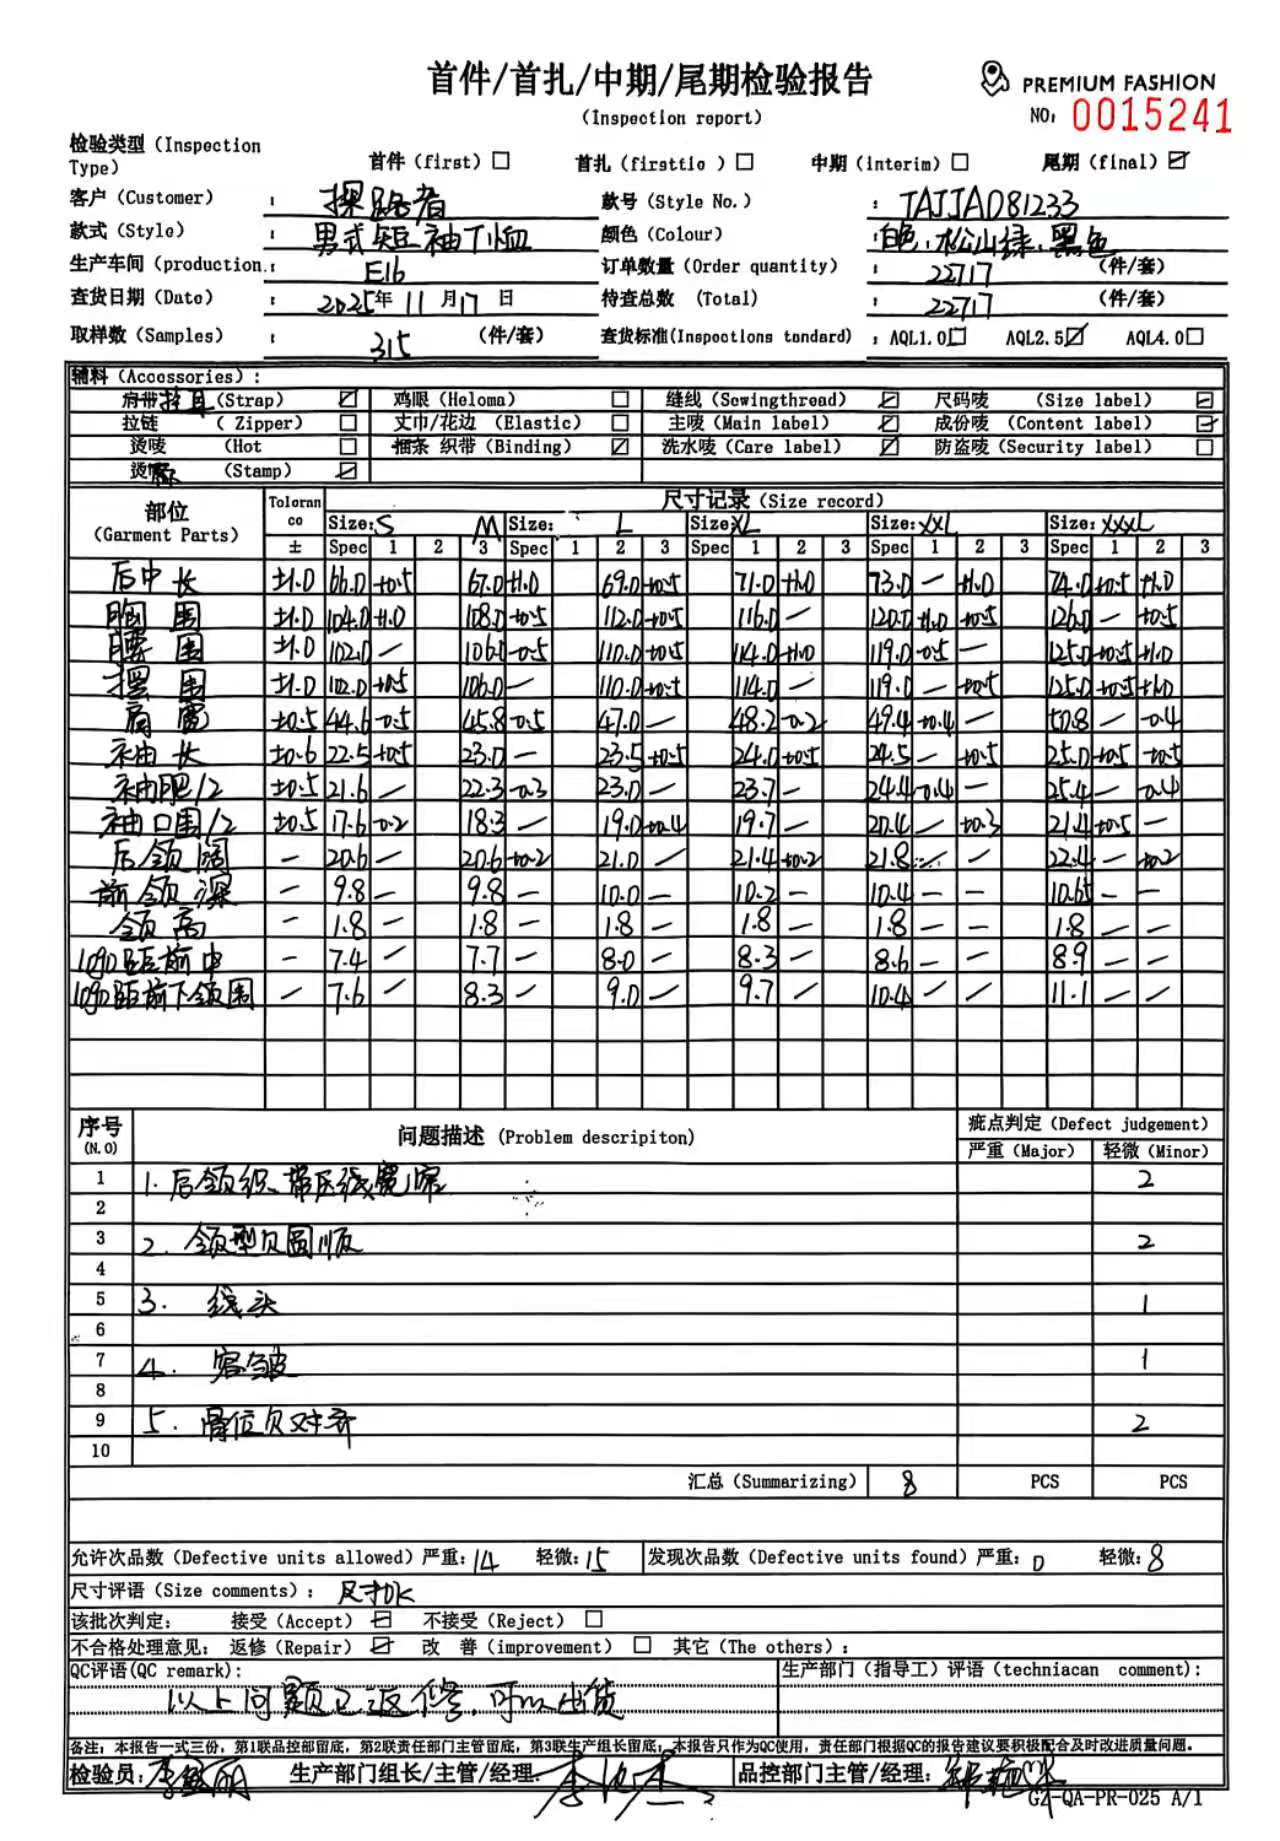 首件/首扎/中期/尾期检验报告
PREMIUM FASHION
(Inspection report)
NO: 0015241
检验类型 (Inspection Type) 首件 (first) □ 首扎 (firsttie ) □ 中期 (interim) □ 尾期 (final) ☑
客户 (Customer) : 探路者 款号 (Style No.) : TAJJAD81233
款式 (Style) : 男式短袖T恤 颜色 (Colour) : 白色、松山绿、黑色
生产车间 (production.: E16 订单数量 (Order quantity) : 22717 (件/套)
查货日期 (Date) : 2025年 11 月 17 日 待查总数 (Total) : 22717 (件/套)
取样数 (Samples) : 315 (件/套) 查货标准(Inspections tandard) : AQL1.0□ AQL2.5☑ AQL4.0□
辅料 (Accessories) :
肩带 (Strap) ☑ 鸡眼 (Heloma) □ 缝线 (Sewingthread) ☑ 尺码唛 (Size label) ☑
拉链 ( Zipper) □ 丈巾/花边 (Elastic) □ 主唛 (Main label) ☑ 成份唛 (Content label) ☑
烫唛 (Hot □ 捆条 织带 (Binding) ☑ 洗水唛 (Care label) ☑ 防盗唛 (Security label) □
(Stamp) ☑
部位 (Garment Parts) Toleran ce ± 尺寸记录 (Size record)
Size: S M Size: L Size: XL Size: XXL Size: XXXL
Spec 1 2 3 Spec 1 2 3 Spec 1 2 3 Spec 1 2 3 Spec 1 2 3
后中长 ±1.0 66.0 +0.5 67.0 +1.0 69.0 +0.5 71.0 +1.0 73.0 — +1.0 74.0 +0.5 +1.0
胸围 ±1.0 104.0 +1.0 108.0 +0.5 112.0 +0.5 116.0 — 120.0 +1.0 +0.5 126.0 — +0.5
腰围 ±1.0 102.0 — 106.0 -0.5 110.0 +0.5 114.0 +1.0 119.0 -0.5 — 125.0 +0.5 +1.0
摆围 ±1.0 102.0 +0.5 106.0 — 110.0 +0.5 114.0 — 119.0 — +0.5 125.0 +0.5 +1.0
肩宽 ±0.5 44.6 -0.5 45.8 -0.5 47.0 — 48.2 -0.2 49.4 +0.4 — 50.8 — -0.4
袖长 ±0.6 22.5 +0.5 23.0 — 23.5 +0.5 24.0 +0.5 24.5 — +0.5 25.0 +0.5 +0.5
袖肥/2 ±0.5 21.6 — 22.3 -0.3 23.0 — 23.7 — 24.4 -0.4 — 25.4 — -0.4
袖口围/2 ±0.5 17.6 -0.2 18.3 — 19.0 +0.4 19.7 — 20.4 — +0.3 21.4 +0.5 —
后领阔 — 20.6 — 20.6 +0.2 21.0 — 21.4 +0.2 21.8 — — 22.4 — +0.2
前领深 — 9.8 — 9.8 — 10.0 — 10.2 — 10.4 — — 10.65 — —
领高 — 1.8 — 1.8 — 1.8 — 1.8 — 1.8 — — 1.8 — —
距前中 — 7.4 — 7.7 — 8.0 — 8.3 — 8.6 — — 8.9 — —
距前下领围 — 7.6 — 8.3 — 9.0 — 9.7 — 10.4 — — 11.1 — —
序号 (N.O) 问题描述 (Problem descripiton) 疵点判定 (Defect judgement)
严重 (Major) 轻微 (Minor)
1 1. 后领织带压线宽窄 2
2
3 2. 领型欠圆顺 2
4
5 3. 线头 1
6
7 4. 容皱 1
8
9 5. 骨位欠对齐 2
10
汇总 (Summarizing) 8 PCS PCS
允许次品数 (Defective units allowed) 严重: 14 轻微: 15 发现次品数 (Defective units found) 严重: 0 轻微: 8
尺寸评语 (Size comments) : 尺寸OK
该批次判定: 接受 (Accept) ☑ 不接受 (Reject) □
不合格处理意见: 返修 (Repair) ☑ 改 善 (improvement) □ 其它 (The others) :
QC评语(QC remark): 生产部门 (指导工) 评语 (techniacan comment):
以上问题已返修,可以出货
备注: 本报告一式三份, 第1联品控部留底, 第2联责任部门主管留底, 第3联生产组长留底; 本报告只作为QC使用, 责任部门根据QC的报告建议要积极配合及时改进质量问题。
检验员: 生产部门组长/主管/经理: 品控部门主管/经理:
GZ-QA-PR-025 A/1